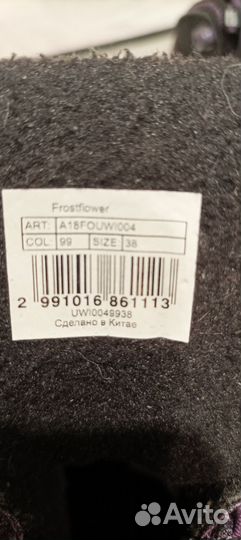 Frostflower
ART: A18FOUWI004
COL: 99 SIZE 38
2 991016 861113
UWI0049938
Сделано в Китае
Avito